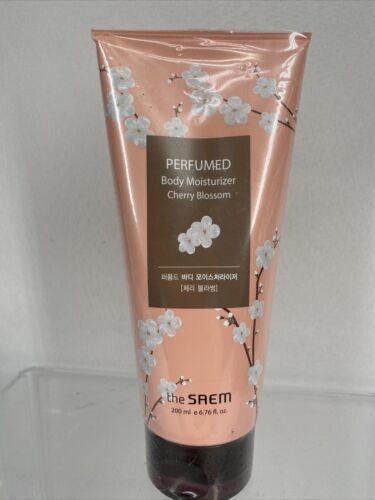 PERFUMED
Body Moisturizer
Cherry Blossom
퍼퓸드 바디 모이스처라이저
[체리 블라썸]
the SAEM
200 ml e 6.76 fl. oz.